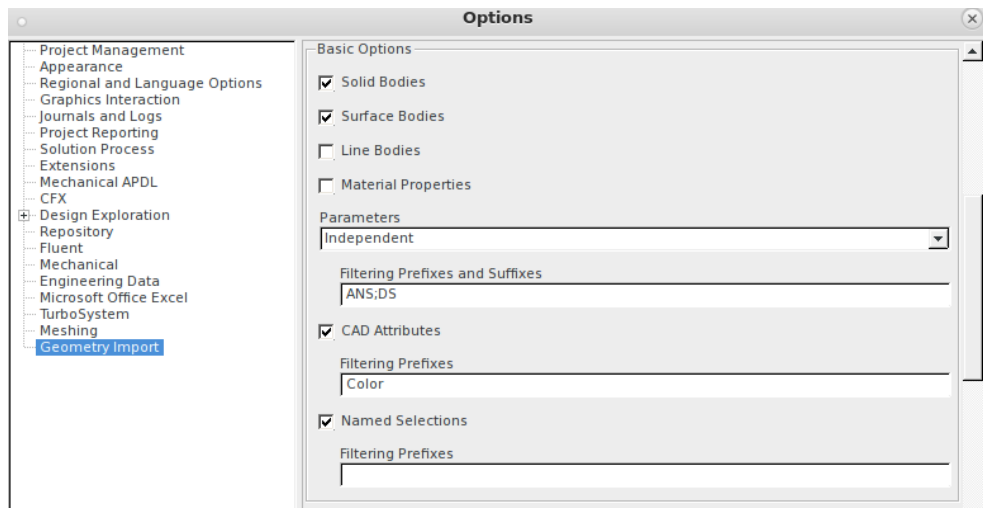 Options
Project Management
Appearance
Regional and Language Options
Graphics Interaction
Journals and Logs
Project Reporting
Solution Process
Extensions
Mechanical APDL
CFX
Design Exploration
Repository
Fluent
Mechanical
Engineering Data
Microsoft Office Excel
TurboSystem
Meshing
Geometry Import
Basic Options
Solid Bodies
Surface Bodies
Line Bodies
Material Properties
Parameters
Independent
Filtering Prefixes and Suffixes
ANS;DS
CAD Attributes
Filtering Prefixes
Color
Named Selections
Filtering Prefixes